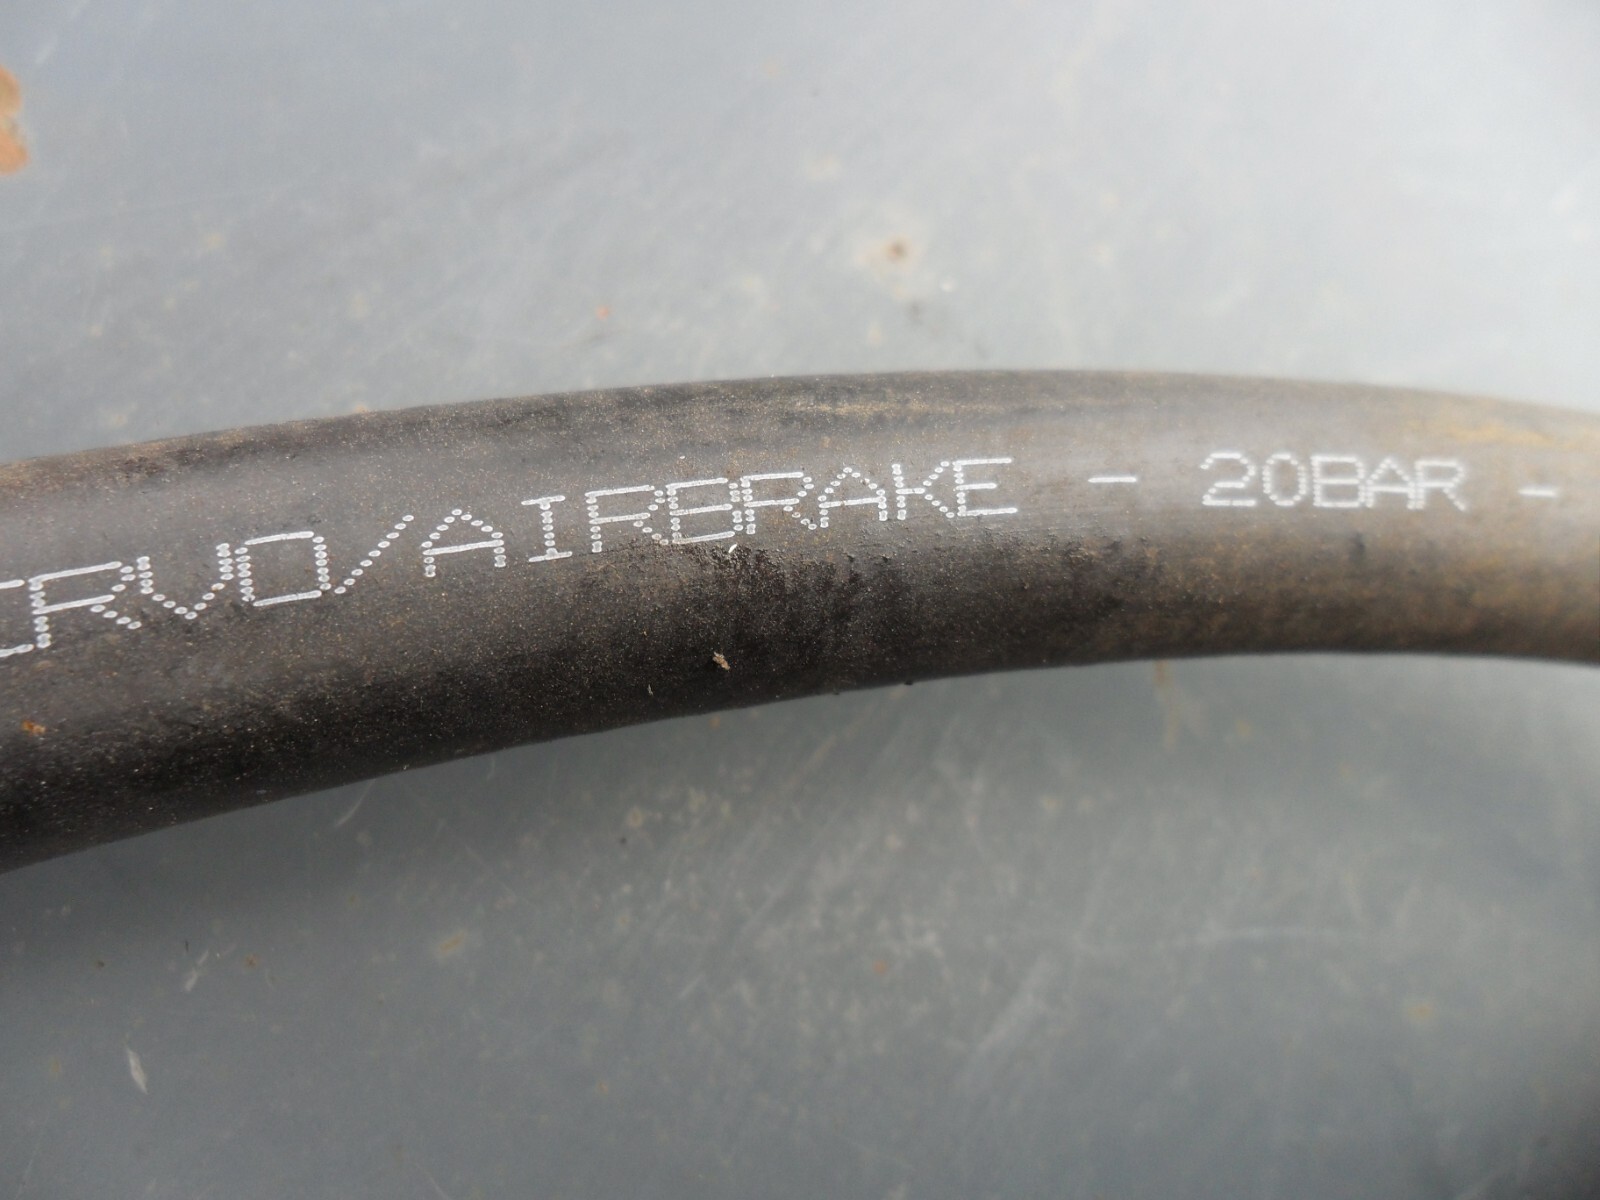 ERVO/AIRBRAKE - 20BAR -